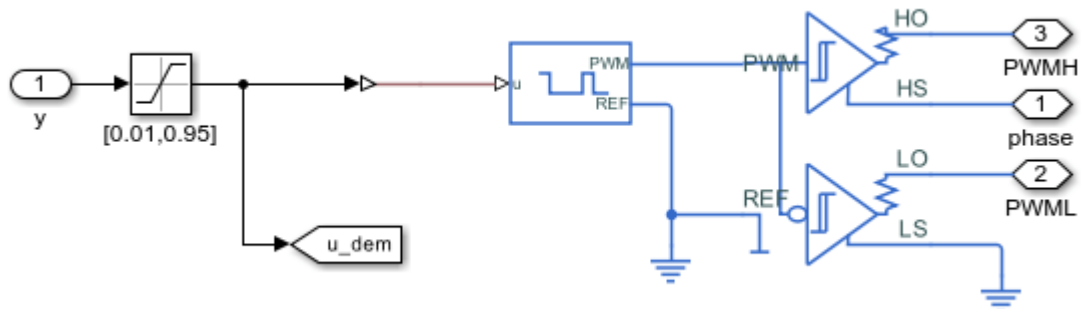 1
y
[0.01,0.95]
u_dem
u
PWM
REF
PWM
REF
HO
HS
LO
LS
3
PWMH
1
phase
2
PWML